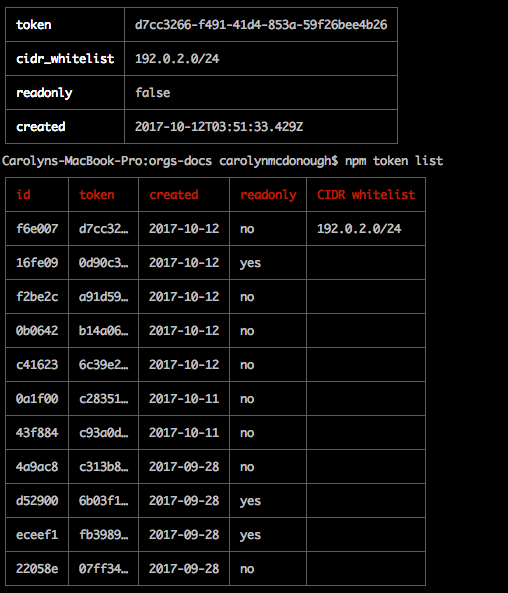 token d7cc3266-f491-41d4-853a-59f26bee4b26
cidr_whitelist 192.0.2.0/24
readonly false
created 2017-10-12T03:51:33.429Z
Carolyns-MacBook-Pro:orgs-docs carolynmcdonough$ npm token list
id token created readonly CIDR whitelist
f6e007 d7cc32… 2017-10-12 no 192.0.2.0/24
16fe09 0d90c3… 2017-10-12 yes
f2be2c a91d59… 2017-10-12 no
0b0642 b14a06… 2017-10-12 no
c41623 6c39e2… 2017-10-12 no
0a1f00 c28351… 2017-10-11 no
43f884 c93a0d… 2017-10-11 no
4a9ac8 c313b8… 2017-09-28 no
d52900 6b03f1… 2017-09-28 yes
eceef1 fb3989… 2017-09-28 yes
22058e 07ff34… 2017-09-28 no